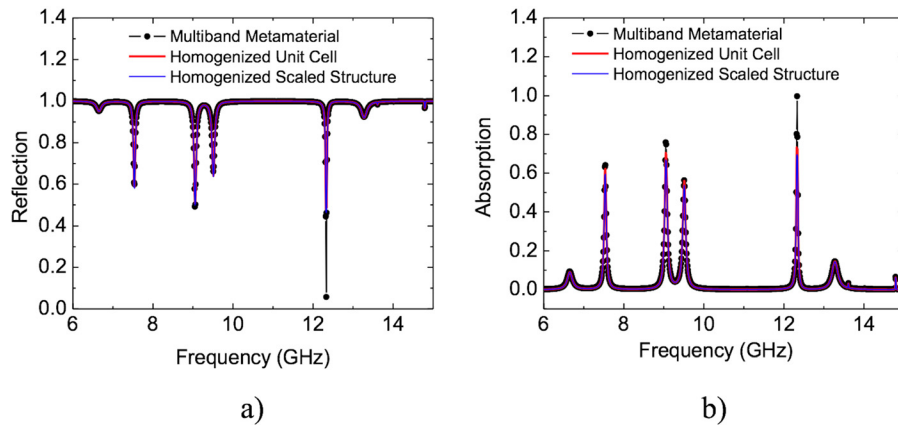 1.4
1.2
1.0
0.8
0.6
0.4
0.2
0.0
Reflection
Multiband Metamaterial
Homogenized Unit Cell
Homogenized Scaled Structure
6
8
10
12
14
Frequency (GHz)
a)
1.4
1.2
1.0
0.8
0.6
0.4
0.2
0.0
Absorption
Multiband Metamaterial
Homogenized Unit Cell
Homogenized Scaled Structure
6
8
10
12
14
Frequency (GHz)
b)